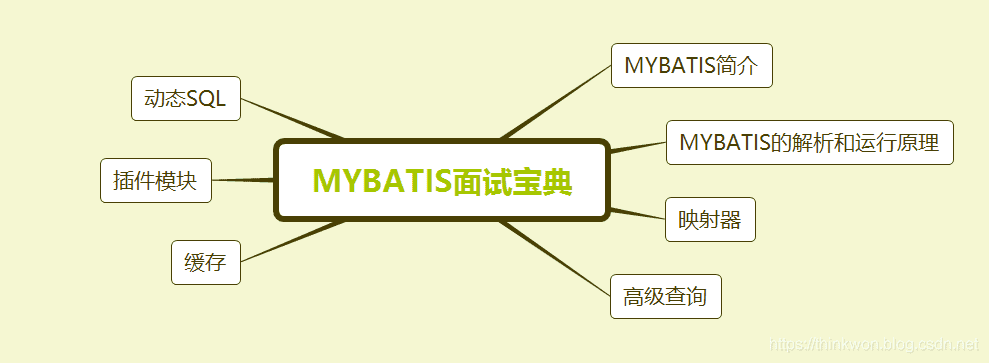 MYBATIS面试宝典
MYBATIS简介
MYBATIS的解析和运行原理
映射器
高级查询
动态SQL
插件模块
缓存
https://thinkwon.blog.csdn.net